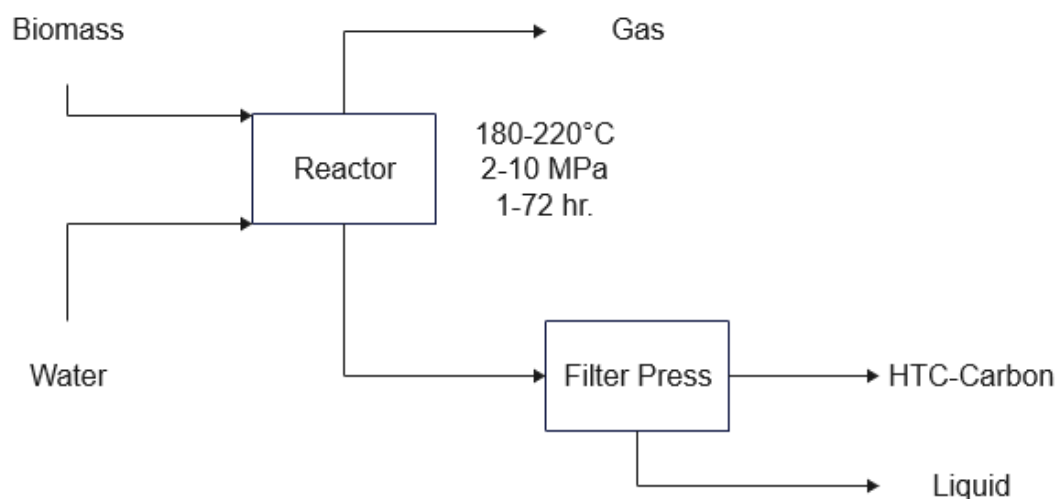 Biomass
Gas
Reactor
180-220°C
2-10 MPa
1-72 hr.
Water
Filter Press
HTC-Carbon
Liquid